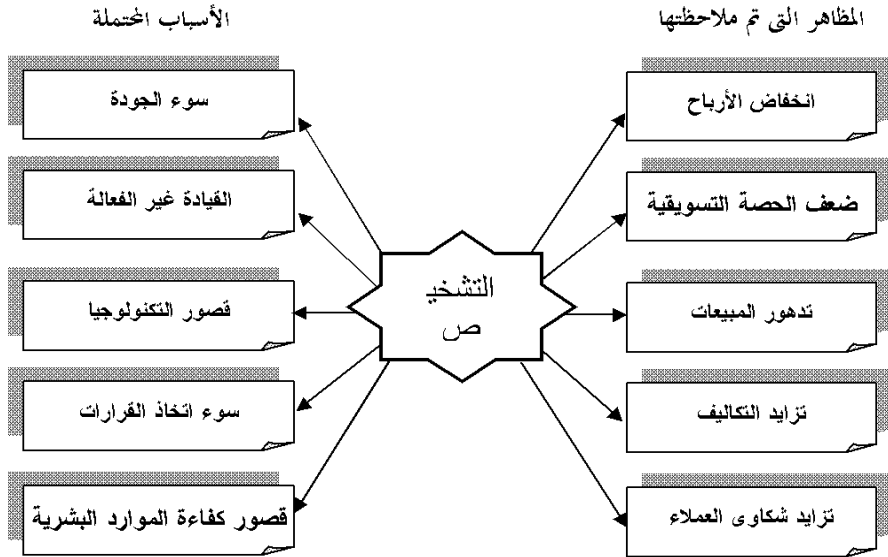 المظاهر التى تم ملاحظتها
انخفاض الأرباح
ضعف الحصة التسويقية
تدهور المبيعات
تزايد التكاليف
تزايد شكاوى العملاء
التشخي
ص
الأسباب المحتملة
سوء الجودة
القيادة غير الفعالة
قصور التكنولوجيا
سوء اتخاذ القرارات
قصور كفاءة الموارد البشرية